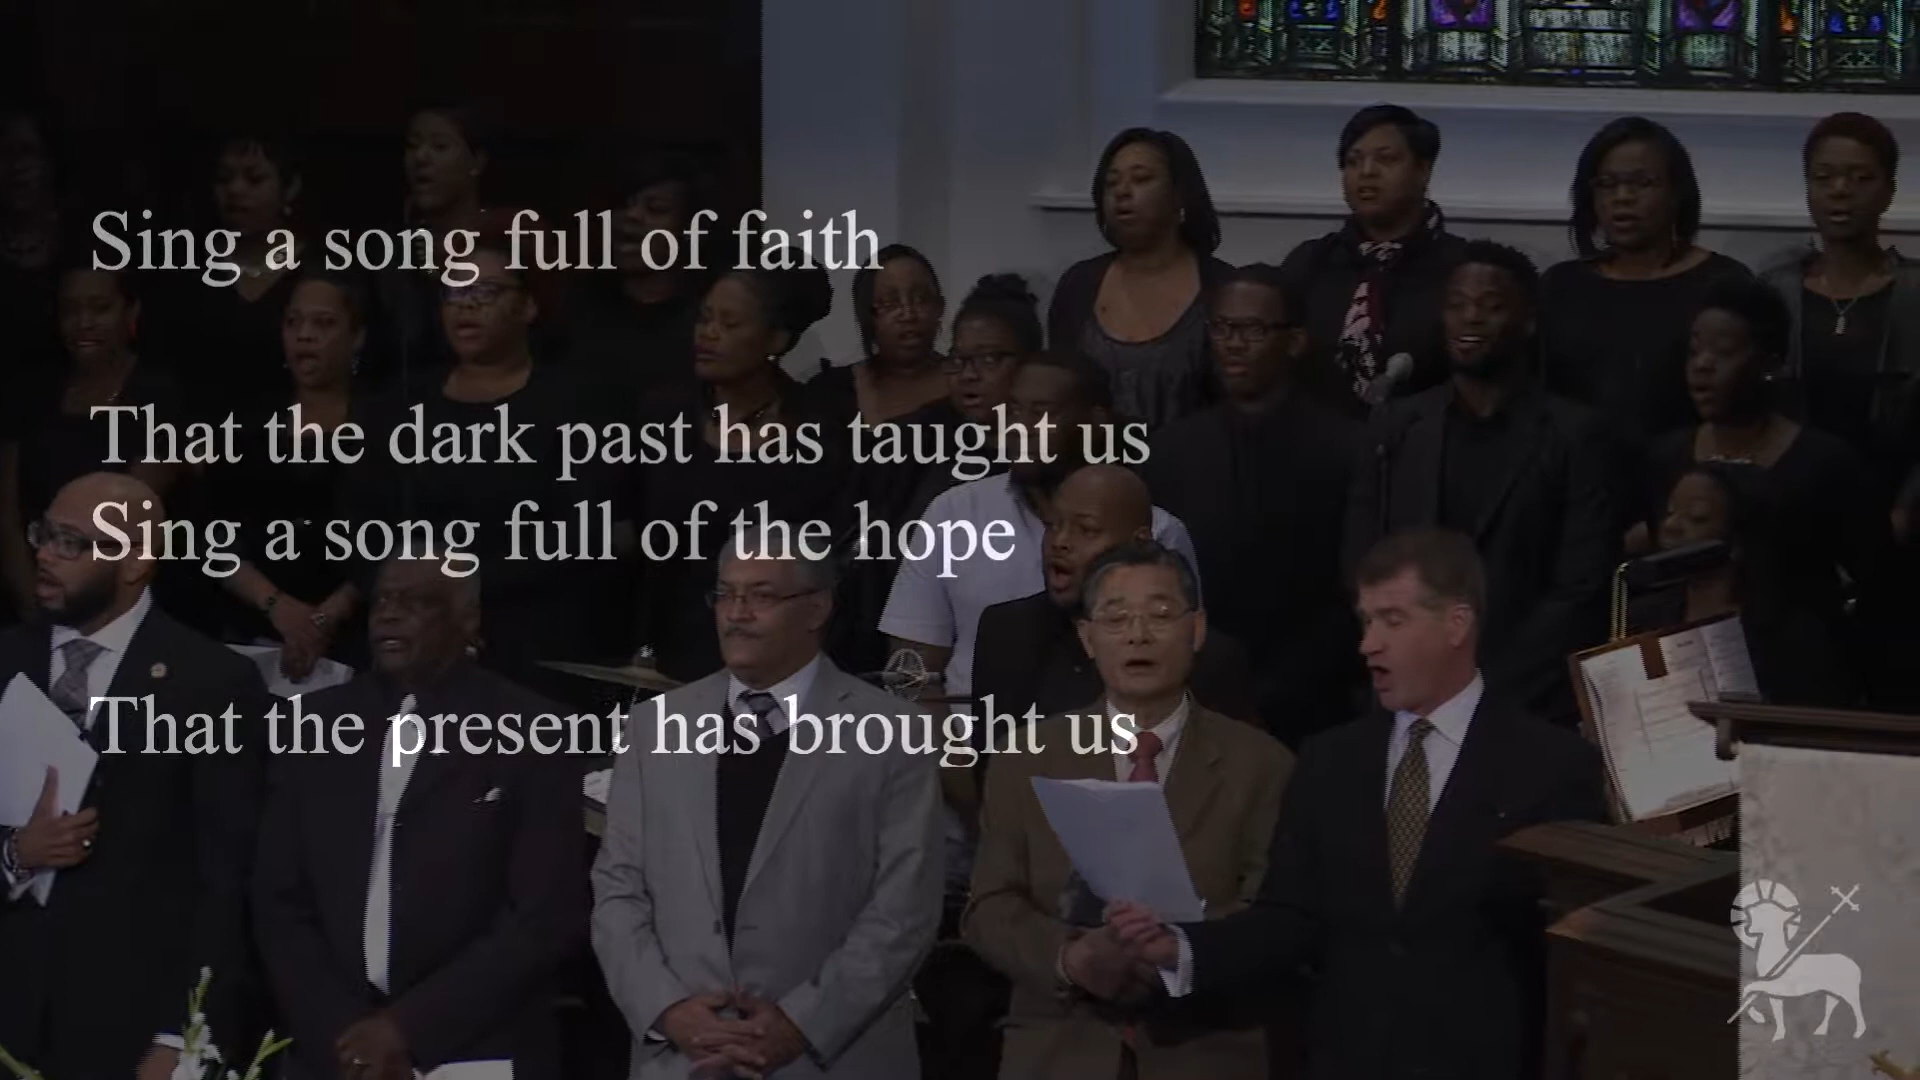 Sing a song full of faith
That the dark past has taught us
Sing a song full of the hope
That the present has brought us